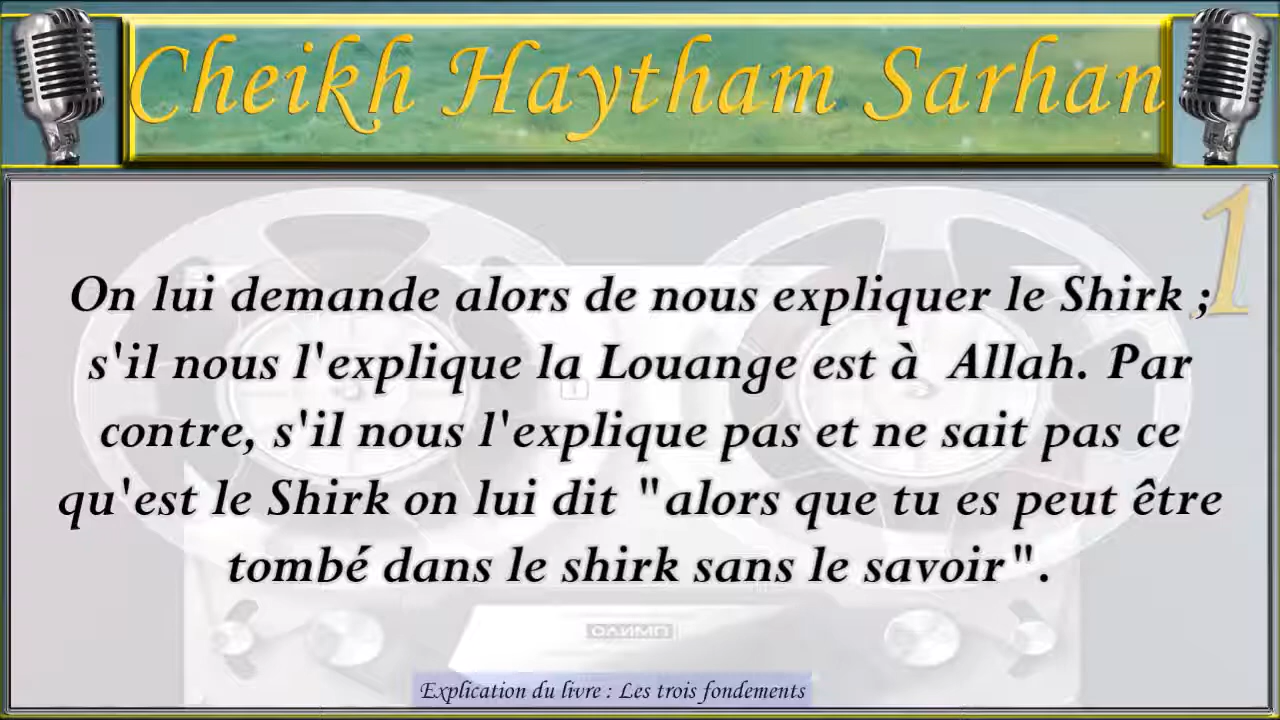 Cheikh Haytham Sarhan
1
On lui demande alors de nous expliquer le Shirk ;
s'il nous l'explique la Louange est à Allah. Par
contre, s'il nous l'explique pas et ne sait pas ce
qu'est le Shirk on lui dit "alors que tu es peut être
tombé dans le shirk sans le savoir".
ОЛИМП
Explication du livre : Les trois fondements